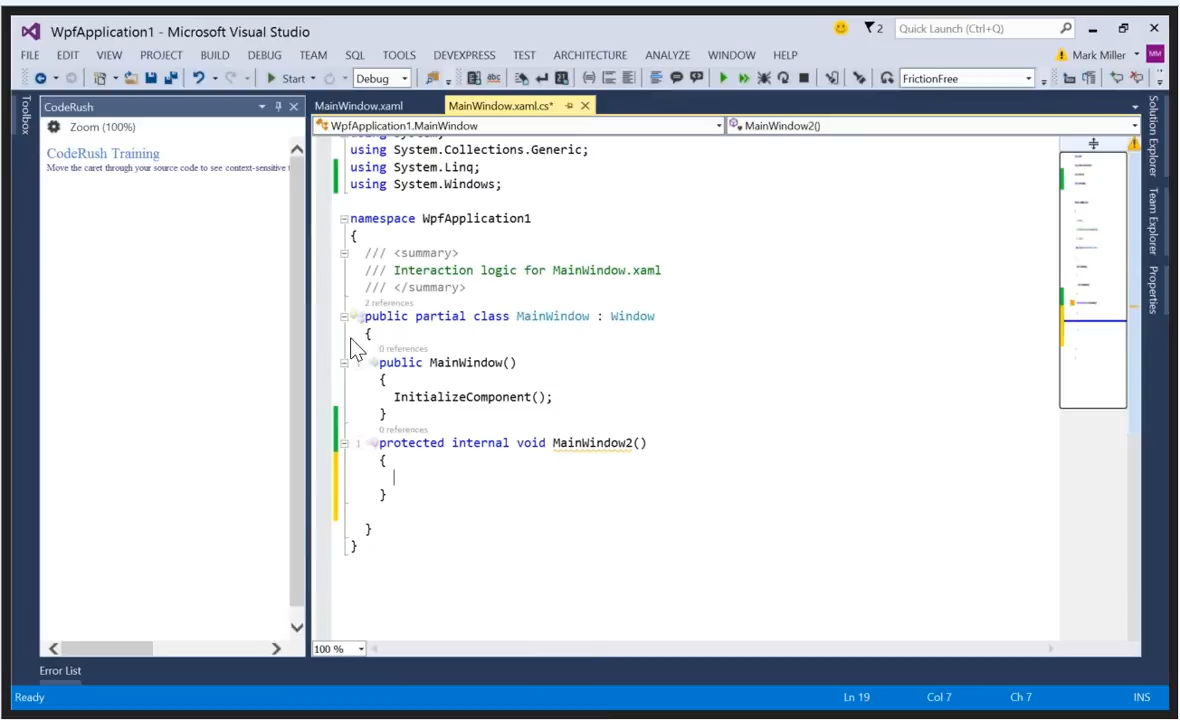 WpfApplication1 - Microsoft Visual Studio
2
Quick Launch (Ctrl+Q)
FILE EDIT VIEW PROJECT BUILD DEBUG TEAM SQL TOOLS DEVEXPRESS TEST ARCHITECTURE ANALYZE WINDOW HELP
Mark Miller
MM
Start
Debug
abc
FrictionFree
Toolbox
CodeRush
Zoom (100%)
CodeRush Training
Move the caret through your source code to see context-sensitive
MainWindow.xaml
MainWindow.xaml.cs*
WpfApplication1.MainWindow
MainWindow2()
using System.Collections.Generic;
using System.Linq;
using System.Windows;
namespace WpfApplication1
{
/// <summary>
/// Interaction logic for MainWindow.xaml
/// </summary>
2 references
public partial class MainWindow : Window
{
0 references
public MainWindow()
{
InitializeComponent();
}
0 references
protected internal void MainWindow2()
{
}
}
}
Solution Explorer
Team Explorer
Properties
100 %
Error List
Ready
Ln 19
Col 7
Ch 7
INS